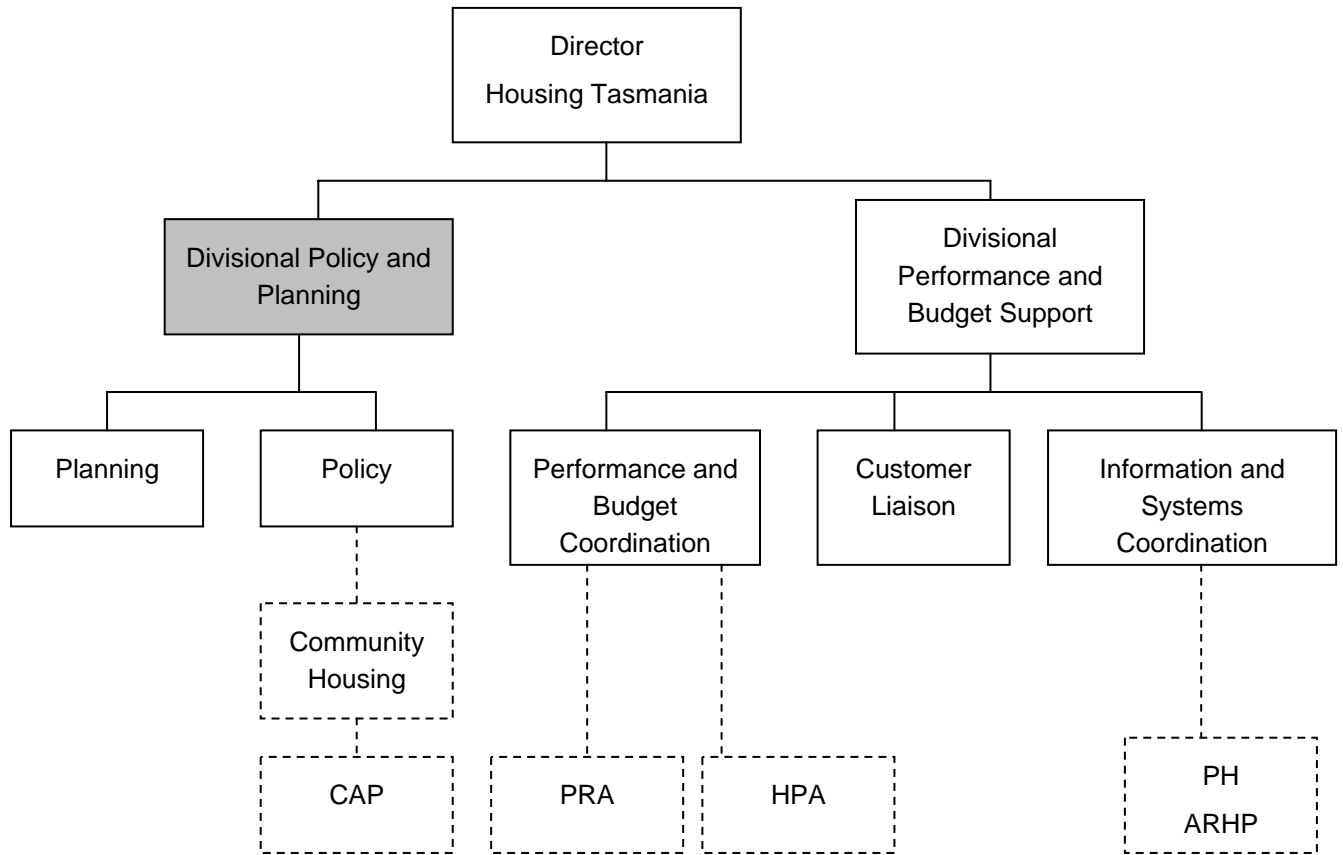 Director
Housing Tasmania
Divisional Policy and
Planning
Divisional
Performance and
Budget Support
Planning
Policy
Performance and
Budget
Coordination
Customer
Liaison
Information and
Systems
Coordination
Community
Housing
CAP
PRA
HPA
PH
ARHP